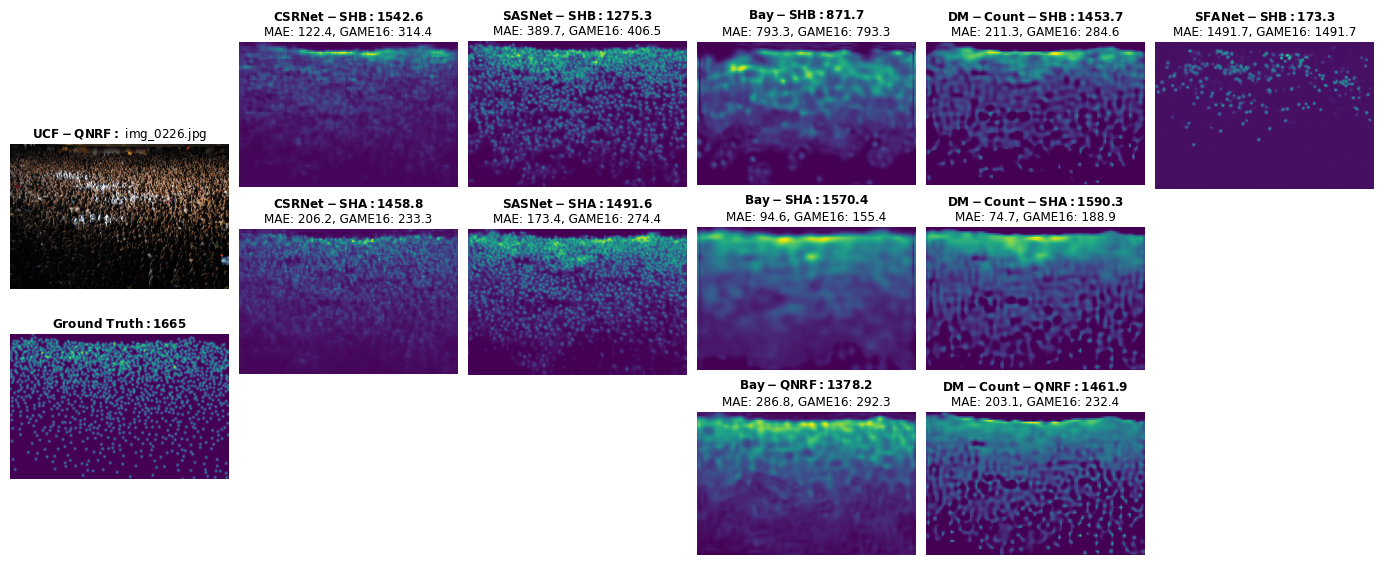 UCF − QNRF: img_0226.jpg
Ground Truth: 1665
CSRNet − SHB: 1542.6
MAE: 122.4, GAME16: 314.4
CSRNet − SHA: 1458.8
MAE: 206.2, GAME16: 233.3
SASNet − SHB: 1275.3
MAE: 389.7, GAME16: 406.5
SASNet − SHA: 1491.6
MAE: 173.4, GAME16: 274.4
Bay − SHB: 871.7
MAE: 793.3, GAME16: 793.3
Bay − SHA: 1570.4
MAE: 94.6, GAME16: 155.4
Bay − QNRF: 1378.2
MAE: 286.8, GAME16: 292.3
DM − Count − SHB: 1453.7
MAE: 211.3, GAME16: 284.6
DM − Count − SHA: 1590.3
MAE: 74.7, GAME16: 188.9
DM − Count − QNRF: 1461.9
MAE: 203.1, GAME16: 232.4
SFANet − SHB: 173.3
MAE: 1491.7, GAME16: 1491.7